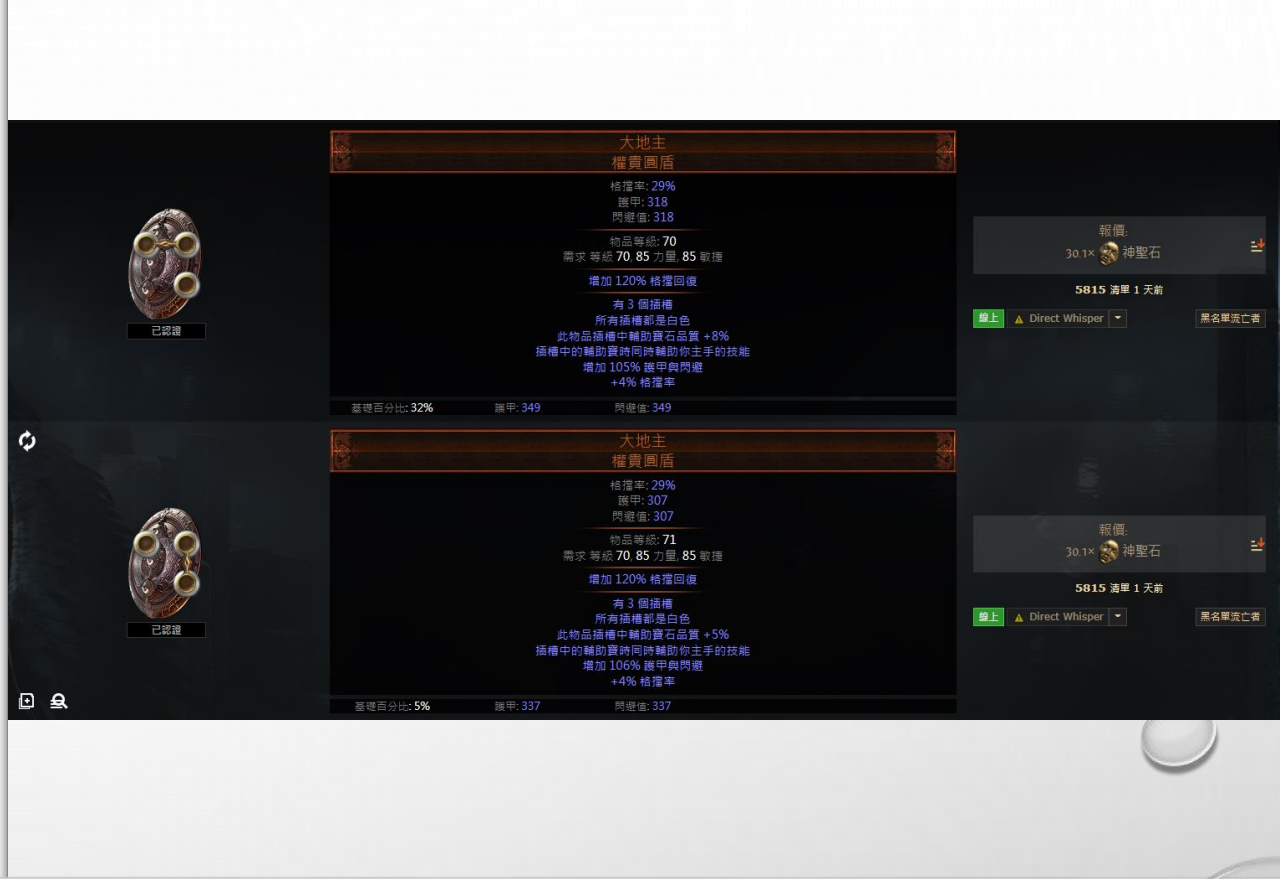 大地主
權貴圓盾
格擋率: 29%
護甲: 318
閃避值: 318
物品等級: 70
需求 等級 70, 85 力量, 85 敏捷
增加 120% 格擋回復
有 3 個插槽
所有插槽都是白色
此物品插槽中輔助寶石品質 +8%
插槽中的輔助寶時同時輔助你主手的技能
增加 105% 護甲與閃避
+4% 格擋率
基礎百分比: 32% 護甲: 349 閃避值: 349
已認證
報價:
30.1× 神聖石
5815 清單 1 天前
線上 Direct Whisper 黑名單流亡者
大地主
權貴圓盾
格擋率: 29%
護甲: 307
閃避值: 307
物品等級: 71
需求 等級 70, 85 力量, 85 敏捷
增加 120% 格擋回復
有 3 個插槽
所有插槽都是白色
此物品插槽中輔助寶石品質 +5%
插槽中的輔助寶時同時輔助你主手的技能
增加 106% 護甲與閃避
+4% 格擋率
基礎百分比: 5% 護甲: 337 閃避值: 337
已認證
報價:
30.1× 神聖石
5815 清單 1 天前
線上 Direct Whisper 黑名單流亡者